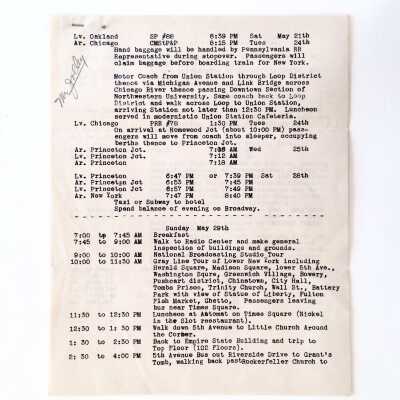 Lv. Oakland SP #88 6:39 PM Sat May 21th
Ar. Chicago CMStP&P 8:15 PM Tues 24th
Hand baggage will be handled by Pennsylvania RR
Representative during stopover. Passengers will
claim baggage before boarding train for New York.
Motor Coach from Union Station through Loop District
thence via Michigan Avenue and Link Bridge across
Chicago River thence passing Downtown Section of
Northwestern University. Same coach back to Loop
District and walk across Loop to Union Station,
arriving Station not later than 12:30 PM. Luncheon
served in modernistic Union Station Cafeteria.
Lv. Chicago PRR #78 1:30 PM Tues 24th
On arrival at Homewood Jct (about 10:00 PM) pass-
engers will move from coach into sleeper, occupying
berths thence to Princeton Jct.
Ar. Princeton Jct. 7:08 AM Wed 25th
Lv. Princeton Jct. 7:12 AM
Ar. Princeton 7:18 AM
Lv. Princeton 6:47 PM or 7:39 PM Sat 28th
Ar. Princeton Jct 6:53 PM 7:45 PM
Lv. Princeton Jct 6:57 PM 7:49 PM
Ar. New York 7:47 PM 8:40 PM
Taxi or Subway to hotel
Spend balance of evening on Broadway.
Sunday May 29th
7:00 to 7:45 AM Breakfast
7:45 to 9:00 AM Walk to Radio Center and make general
inspection of buildings and grounds.
9:00 to 10:00 AM National Broadcasting Studio Tour
10:00 to 11:30 AM Gray Line Tour of Lower New York including
Herald Square, Madison Square, lower 5th Ave.,
Washington Squre, Greenwich Village, Bowery,
Pushcart district, Chinatown, City Hall,
Tombs Prison, Trinity Church, Wall St., Battery
Park with view of Statue of Liberty, Fulton
Fish Market, Ghetto, Passengers leaving
bus near Times Square.
11:30 to 12:30 PM Luncheon at Automat on Times Square (Nickel
in the Slot reestaurant).
12:30 to 1:30 PM Walk down 5th Avenue to Little Church Around
the Corner.
1:30 to 2:30 PM Back to Empire State Building and trip to
Top Floor (102 Floors).
2:30 to 4:00 PM 5th Avenue Bus out Riverside Drive to Grant's
Tomb, walking back past Rockerfeller Church to